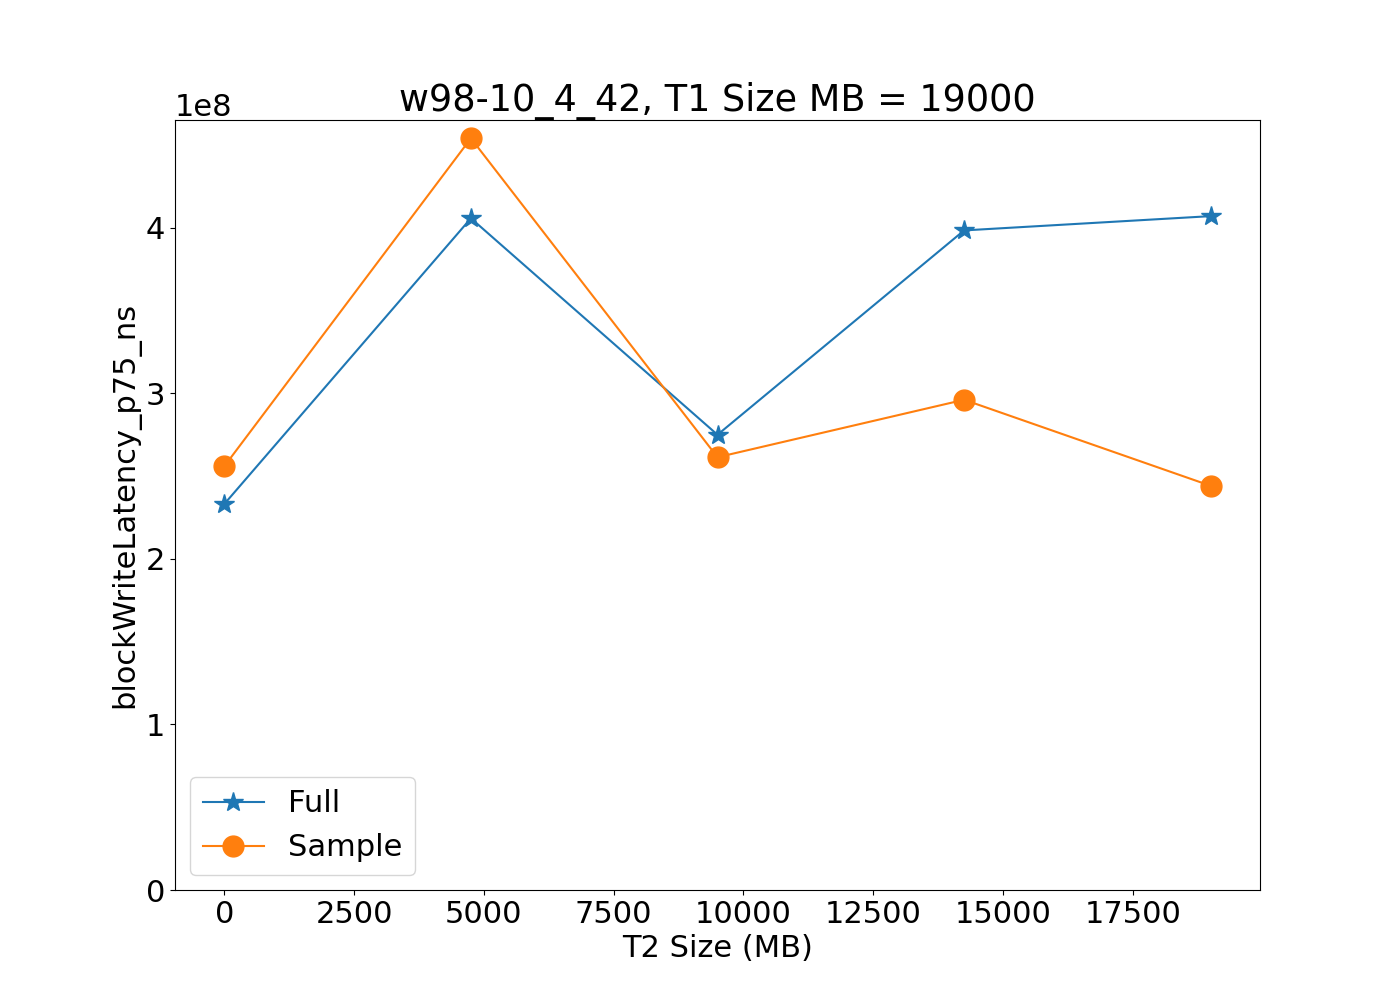 w98-10_4_42, T1 Size MB = 19000
1e8
4
3
2
1
0
blockWriteLatency_p75_ns
Full
Sample
0 2500 5000 7500 10000 12500 15000 17500
T2 Size (MB)